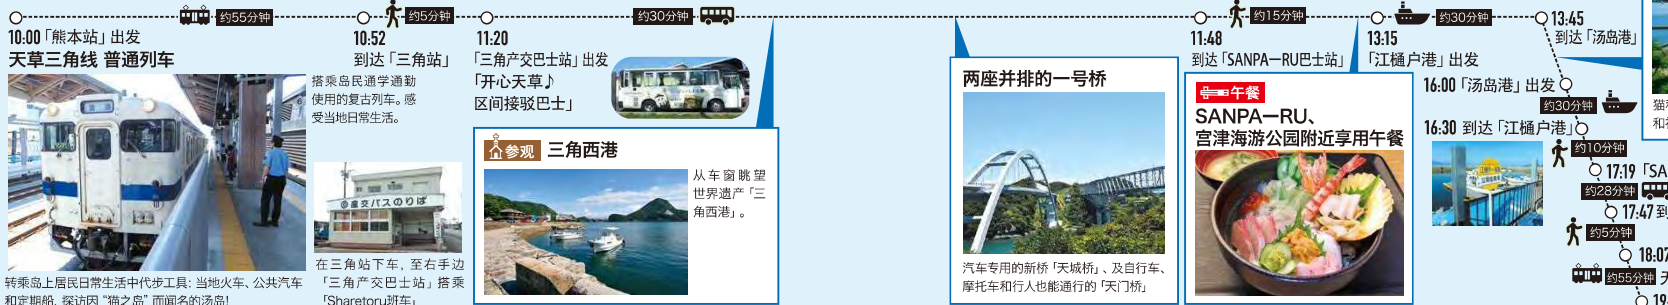 约55分钟
约5分钟
约30分钟
约15分钟
约30分钟
10:00「熊本站」出发
天草三角线 普通列车
搭乘岛民通学通勤
使用的复古列车。感
受当地日常生活。
转乘岛上居民日常生活中代步工具：当地火车、公共汽车
和定期船，探访因“猫之岛”而闻名的汤岛！
10:52
到达「三角站」
産交バスのりば
在三角站下车，至右手边
「三角产交巴士站」搭乘
「Sharetoru班车」
11:20
「三角产交巴士站」出发
「开心天草♪
区间接驳巴士」
参观 三角西港
从车窗眺望
世界遗产「三
角西港」。
两座并排的一号桥
汽车专用的新桥「天城桥」、及自行车、
摩托车和行人也能通行的「天门桥」
11:48
到达「SANPA—RU巴士站」
午餐
SANPA—RU、
宫津海游公园附近享用午餐
13:15
「江樋户港」出发
13:45
到达「汤岛港」
16:00「汤岛港」出发
约30分钟
16:30 到达「江樋户港」
约10分钟
17:19「SA
约28分钟
17:47 到
约5分钟
18:07
约55分钟